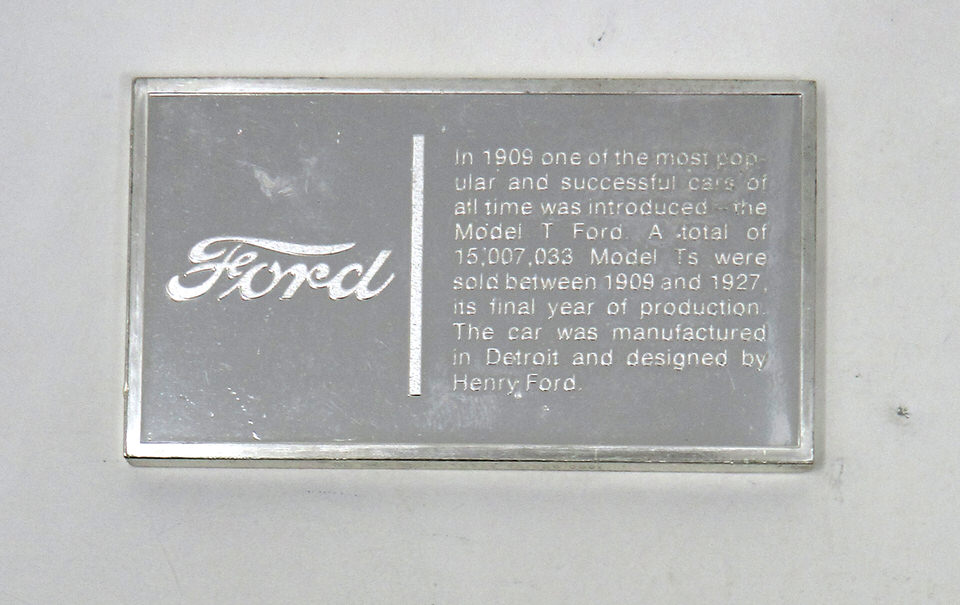 Ford
In 1909 one of the most pop-
ular and successful cars of
all time was introduced - the
Model T Ford. A total of
15,007,033 Model Ts were
sold between 1909 and 1927,
its final year of production.
The car was manufactured
in Detroit and designed by
Henry Ford.